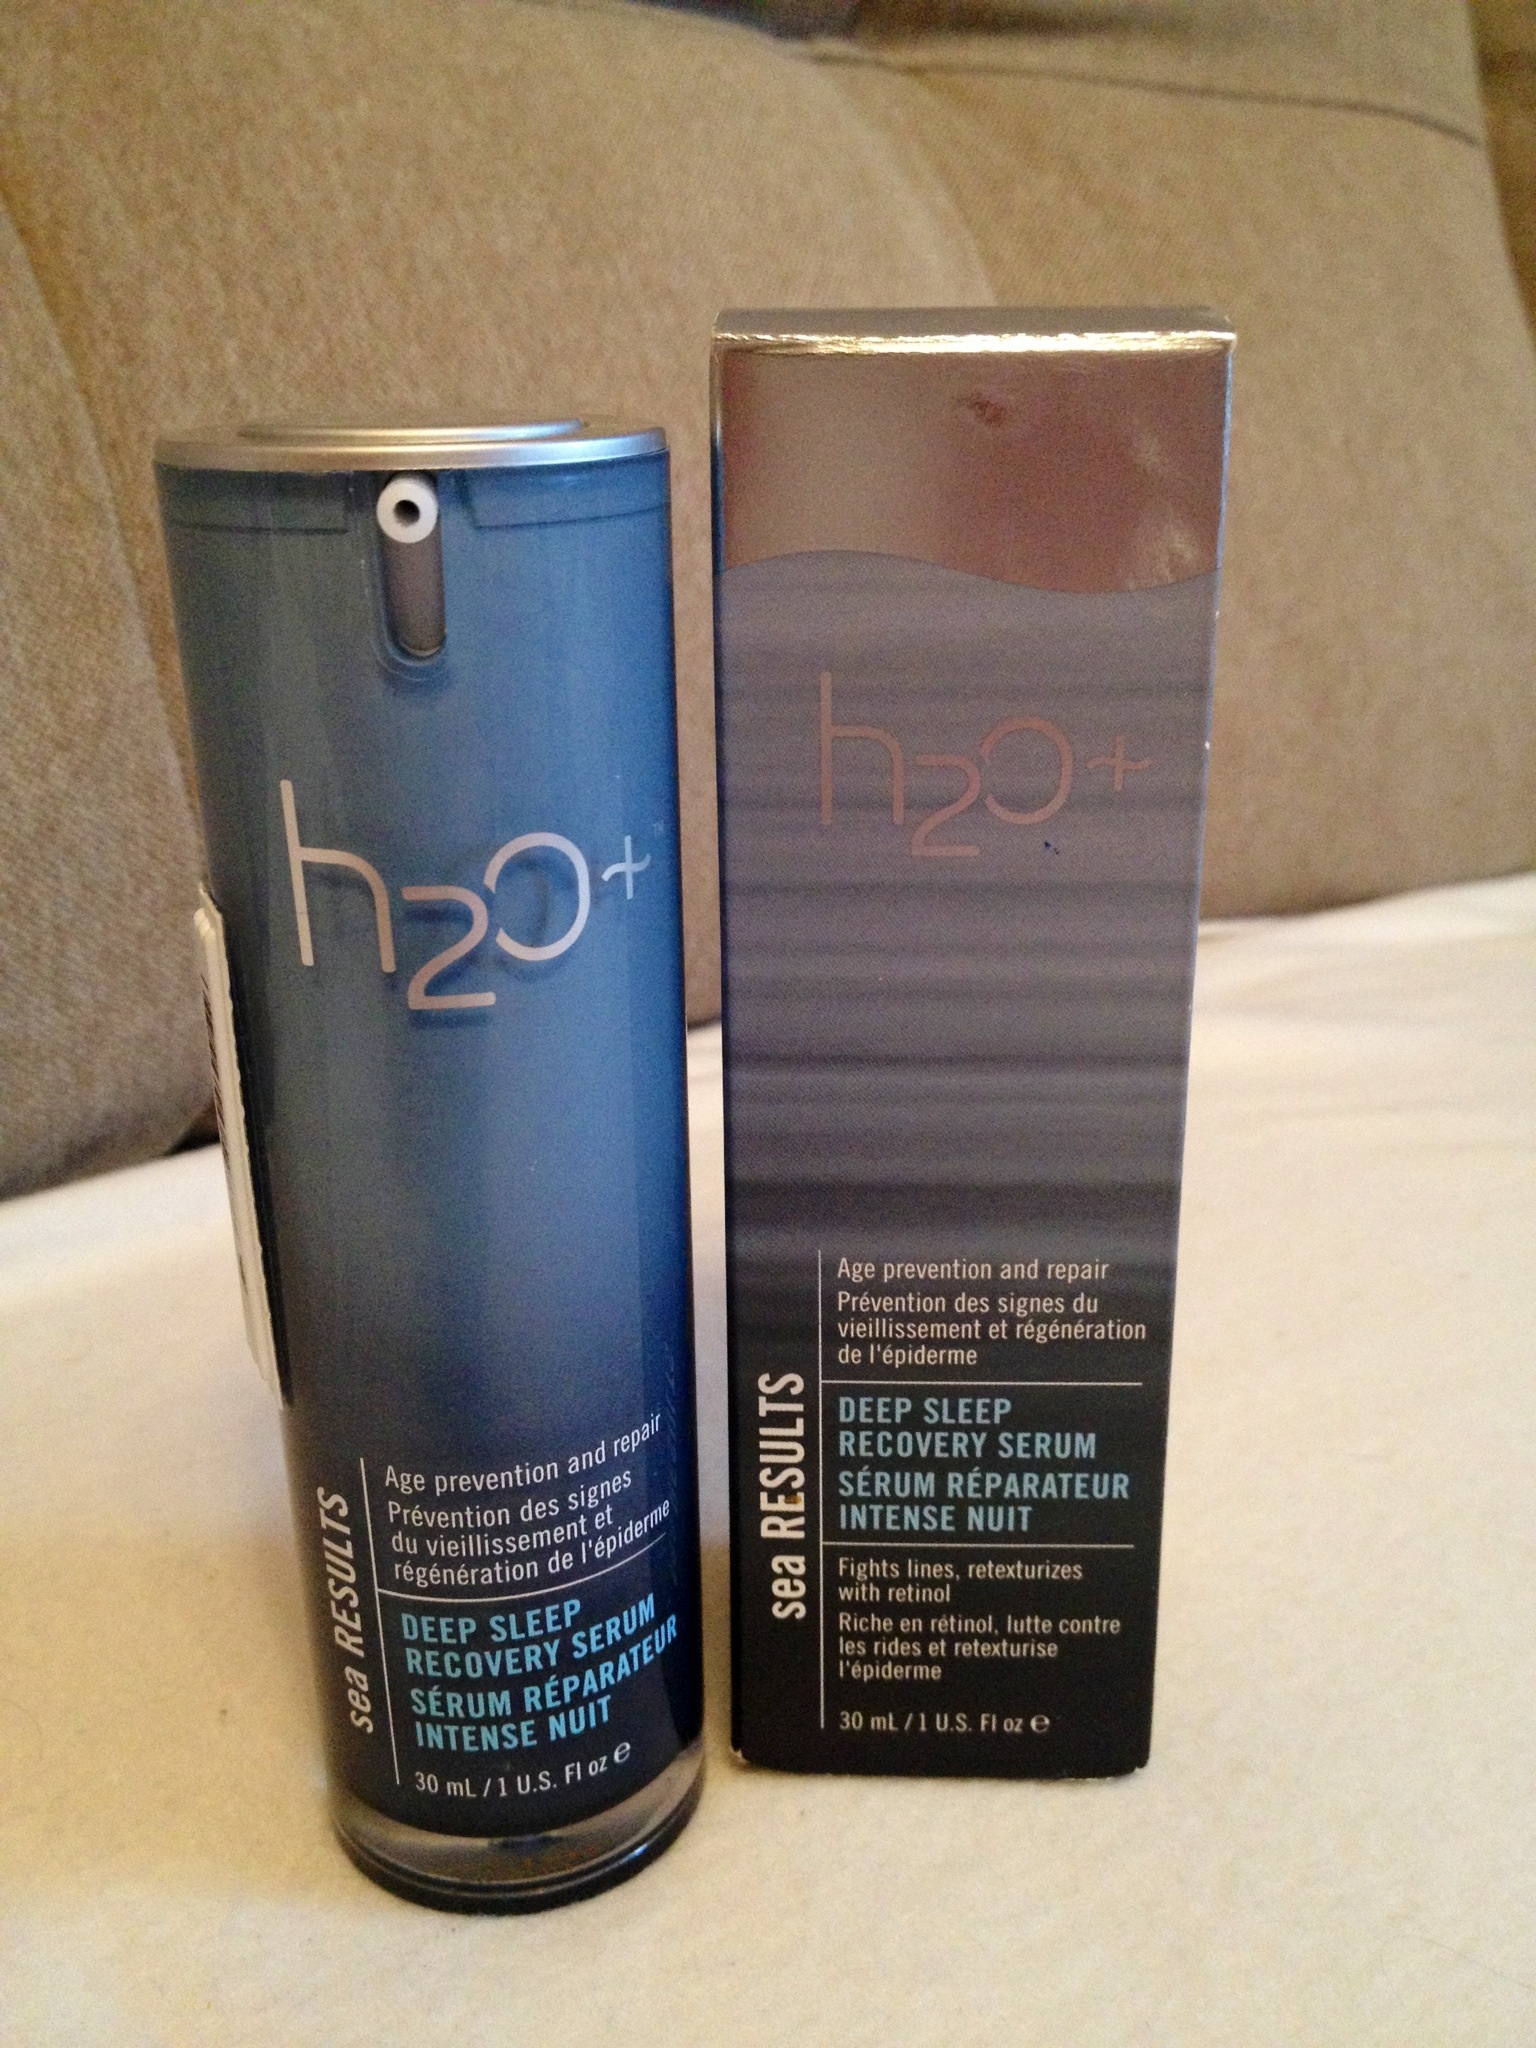 h2o+™
sea RESULTS
Age prevention and repair
Prévention des signes
du vieillissement et
régénération de l'épiderme
DEEP SLEEP
RECOVERY SERUM
SÉRUM RÉPARATEUR
INTENSE NUIT
30 mL / 1 U.S. Fl oz ℮
h2o+
sea RESULTS
Age prevention and repair
Prévention des signes du
vieillissement et régénération
de l'épiderme
DEEP SLEEP
RECOVERY SERUM
SÉRUM RÉPARATEUR
INTENSE NUIT
Fights lines, retexturizes
with retinol
Riche en rétinol, lutte contre
les rides et retexturise
l'épiderme
30 mL / 1 U.S. Fl oz ℮